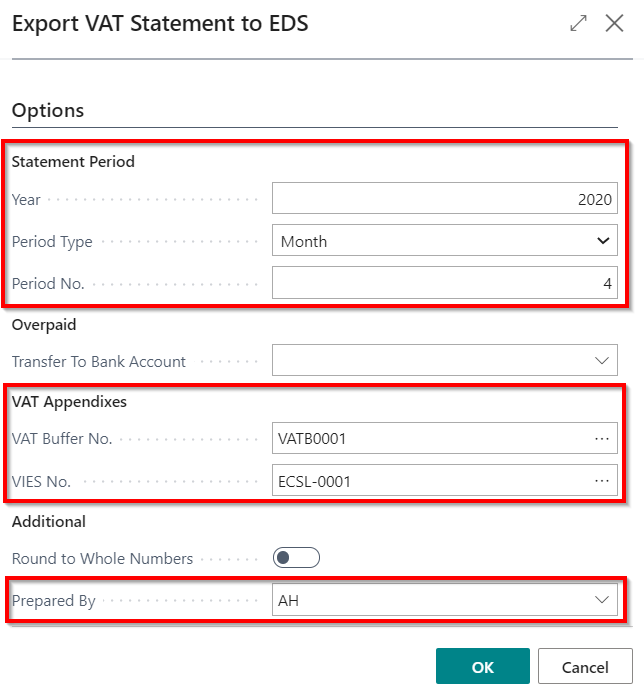 Export VAT Statement to EDS
Options
Statement Period
Year 2020
Period Type Month
Period No. 4
Overpaid
Transfer To Bank Account
VAT Appendixes
VAT Buffer No. VATB0001 ...
VIES No. ECSL-0001 ...
Additional
Round to Whole Numbers
Prepared By AH
OK Cancel